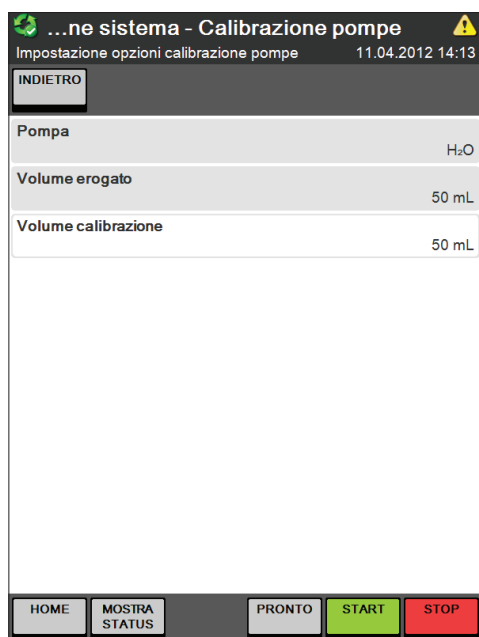 …ne sistema - Calibrazione pompe
Impostazione opzioni calibrazione pompe 11.04.2012 14:13
INDIETRO
Pompa
H₂O
Volume erogato
50 mL
Volume calibrazione
50 mL
HOME MOSTRA STATUS PRONTO START STOP